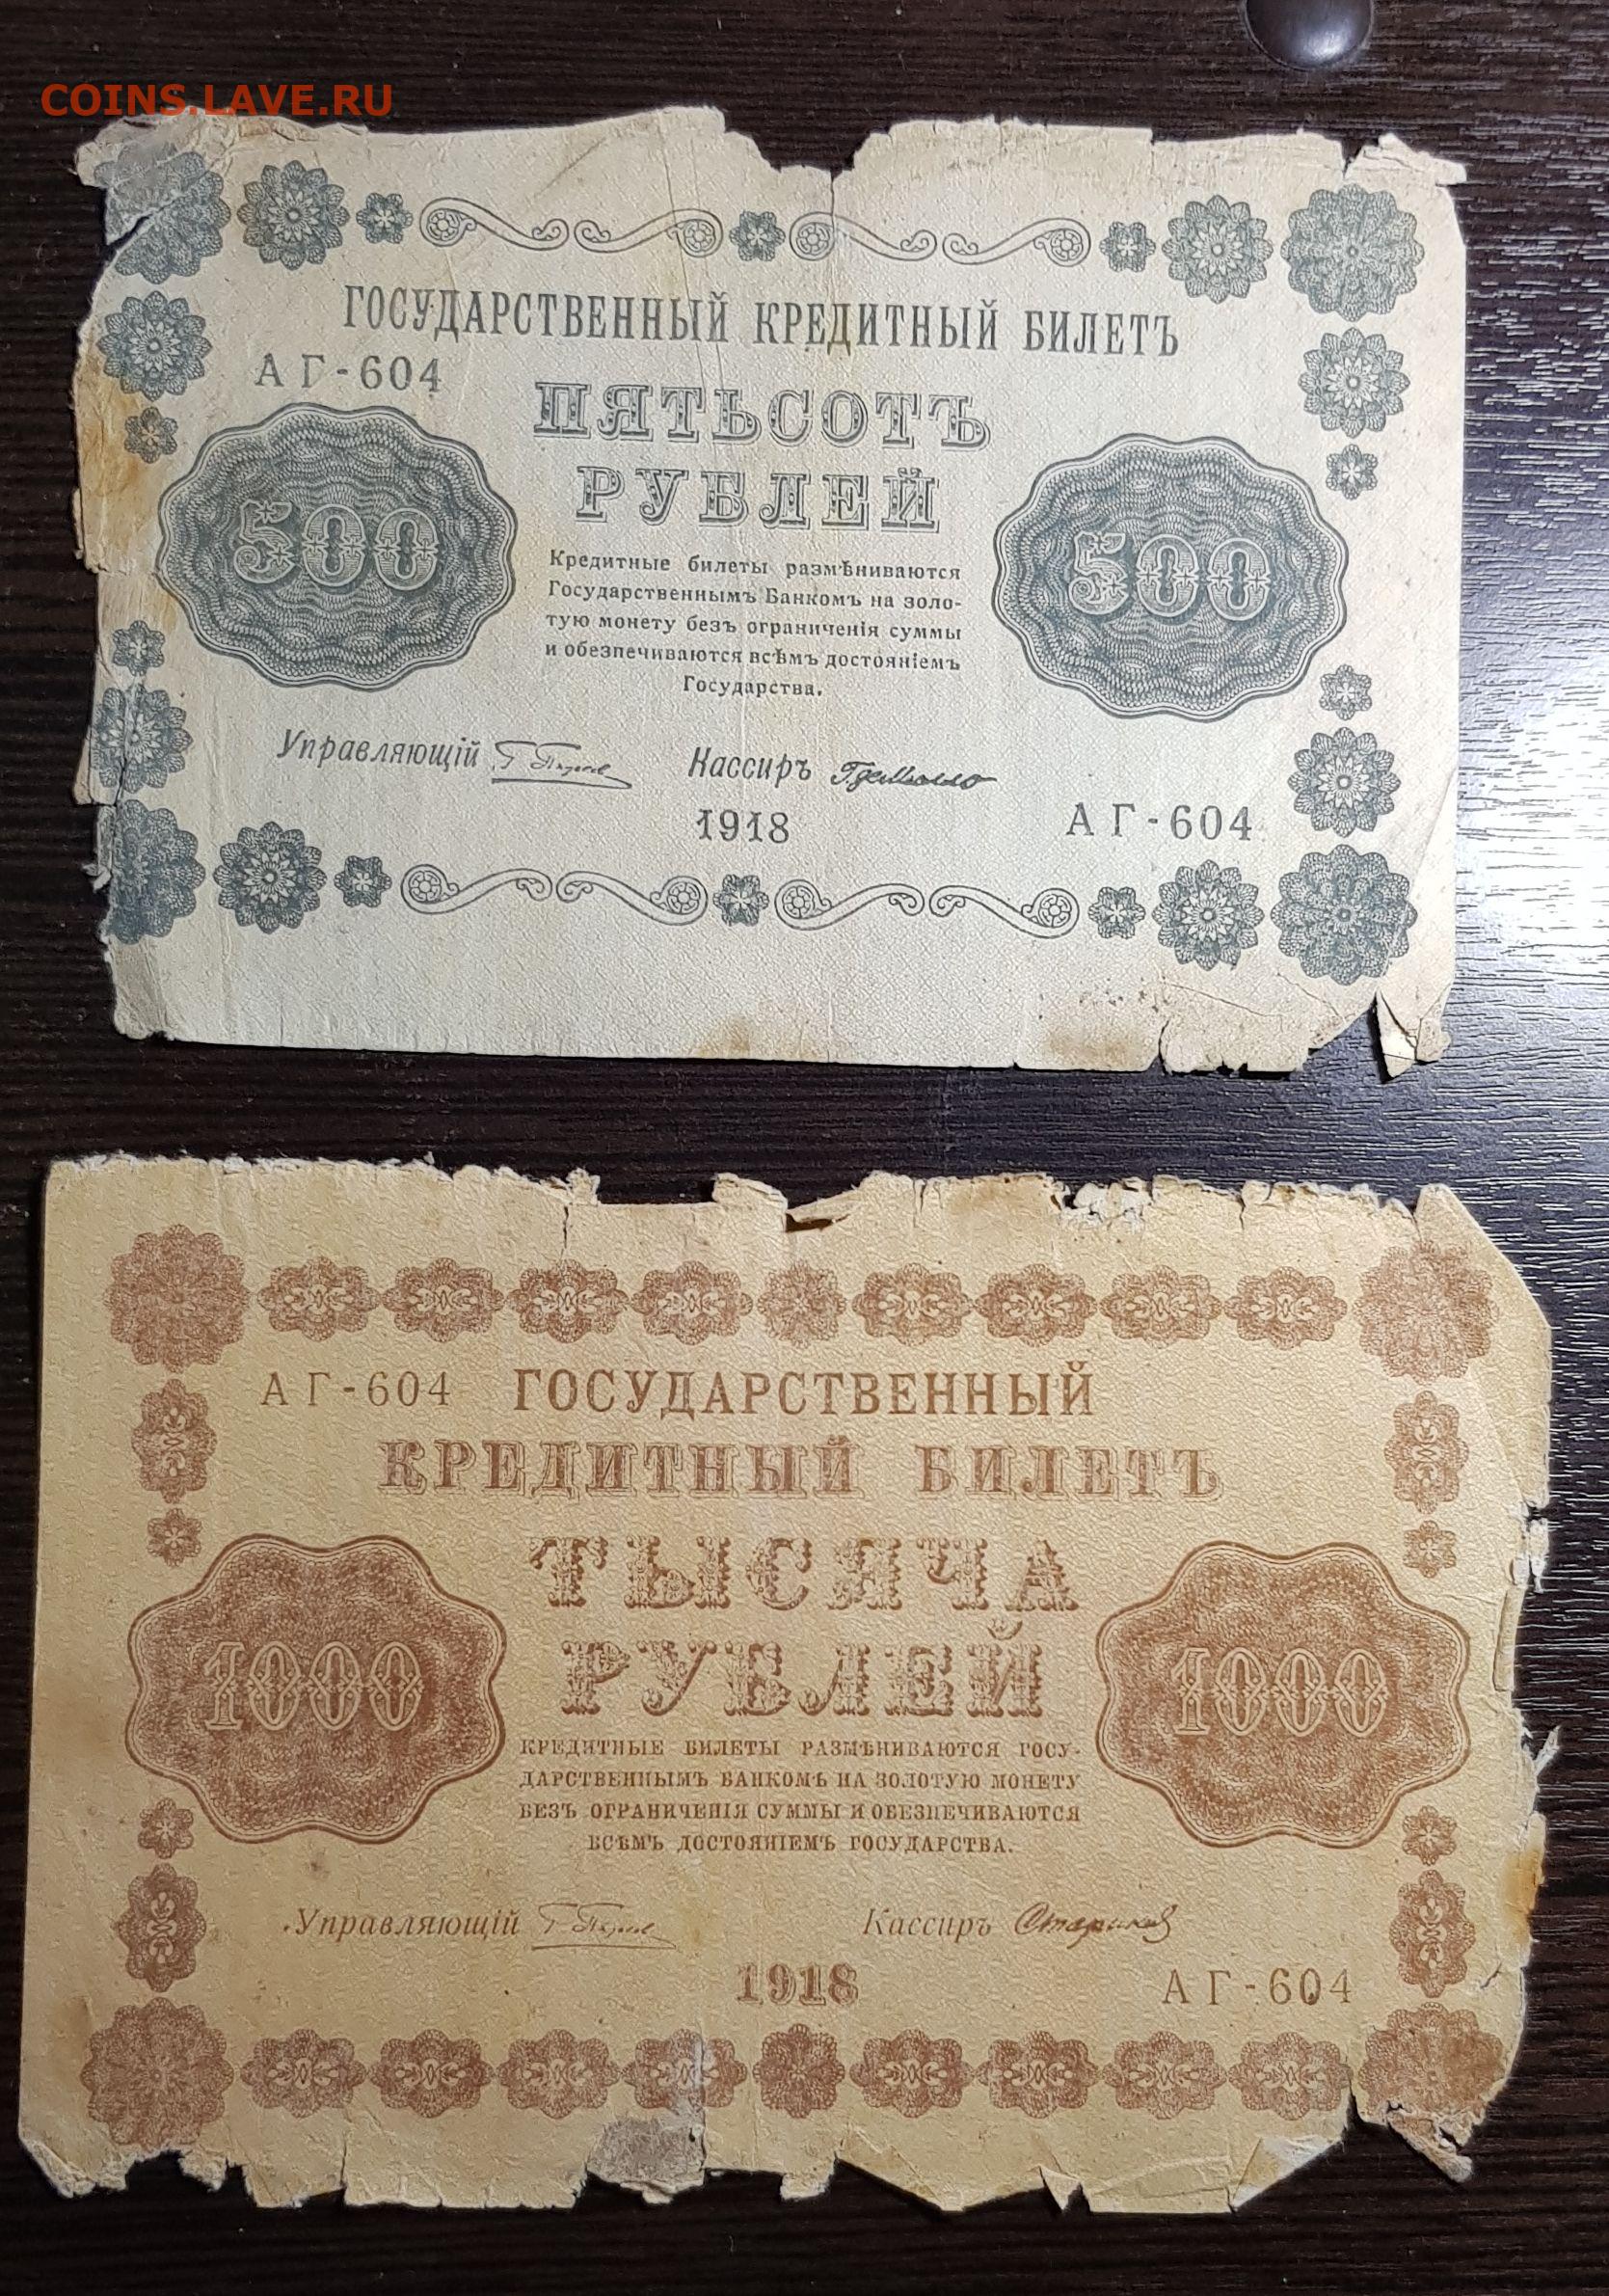 COINS.LAVE.RU
ГОСУДАРСТВЕННЫЙ КРЕДИТНЫЙ БИЛЕТЪ
АГ-604
ПЯТЬСОТЪ
РУБЛЕЙ
500
500
Кредитные билеты размѣниваются
Государственнымъ Банкомъ на золо-
тую монету безъ ограниченія суммы
и обезпечиваются всѣмъ достояніемъ
Государства.
Управляющій
Кассиръ
1918
АГ-604
АГ-604 ГОСУДАРСТВЕННЫЙ
КРЕДИТНЫЙ БИЛЕТЪ
ТЫСЯЧА
РУБЛЕЙ
1000
1000
КРЕДИТНЫЕ БИЛЕТЫ РАЗМѢНИВАЮТСЯ ГОСУ-
ДАРСТВЕННЫМЪ БАНКОМЪ НА ЗОЛОТУЮ МОНЕТУ
БЕЗЪ ОГРАНИЧЕНІЯ СУММЫ И ОБЕЗПЕЧИВАЮТСЯ
ВСѢМЪ ДОСТОЯНІЕМЪ ГОСУДАРСТВА.
Управляющій
Кассиръ
1918
АГ-604